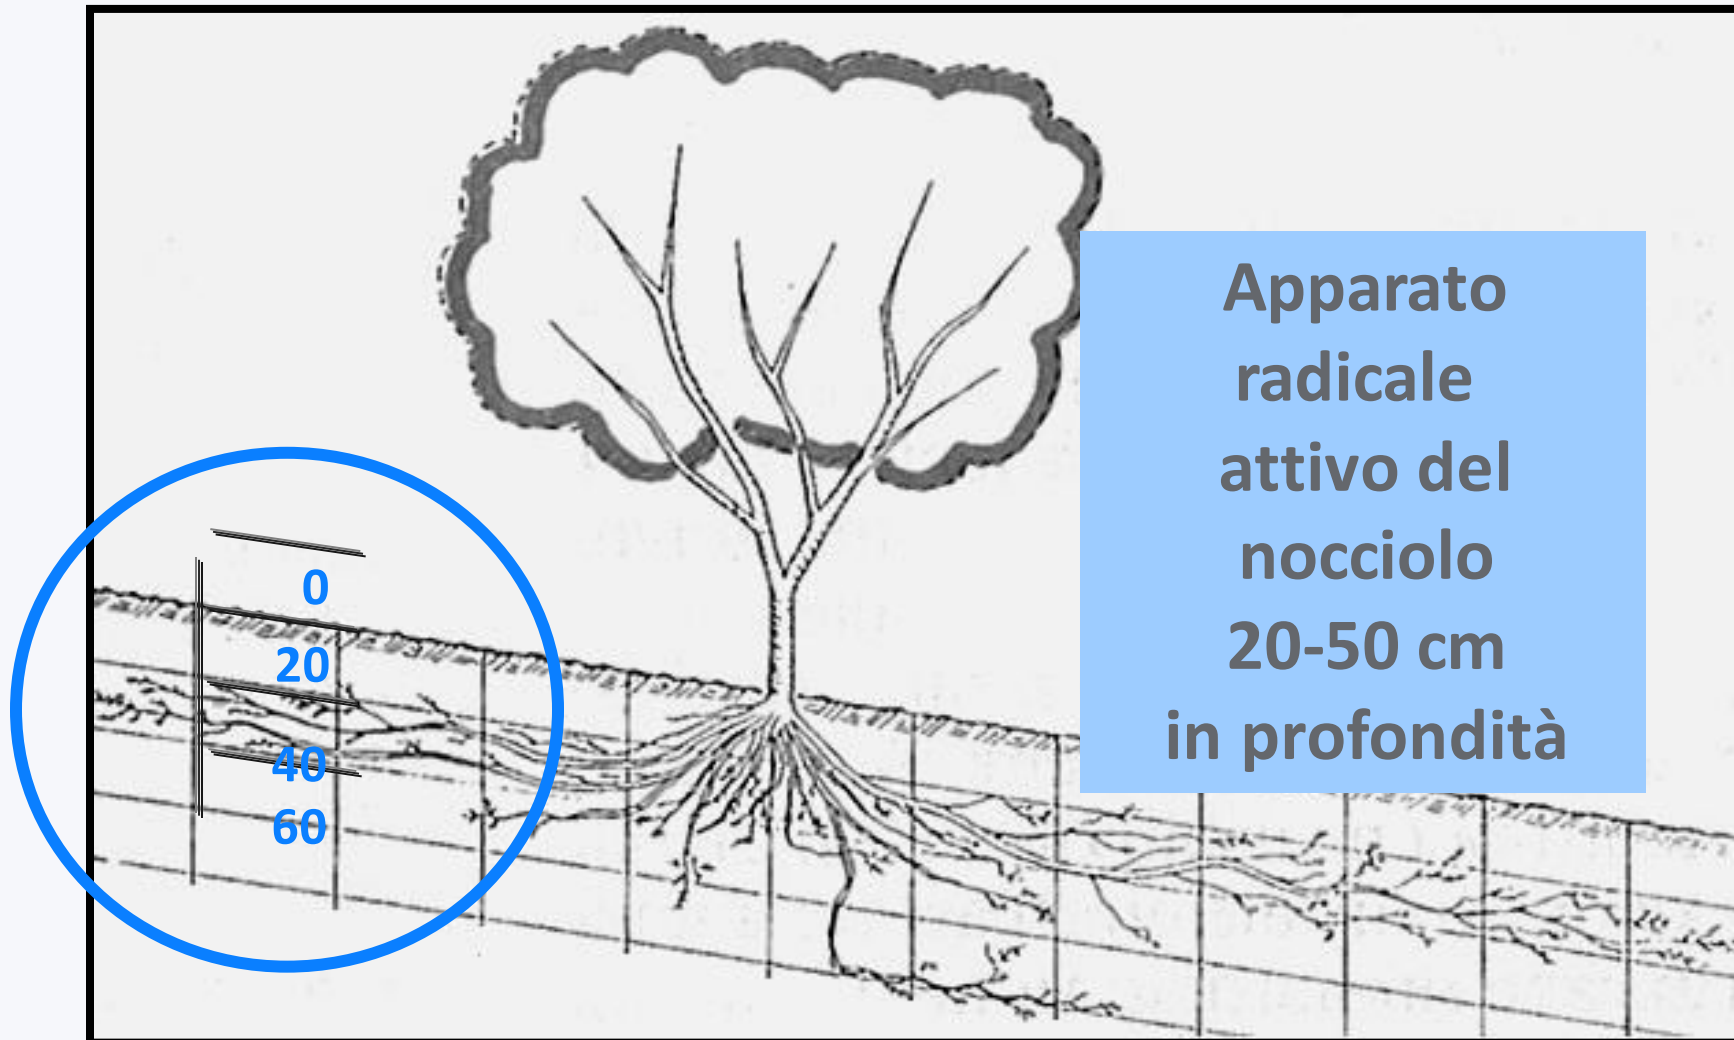 Apparato
radicale
attivo del
nocciolo
20-50 cm
in profondità
0
20
40
60